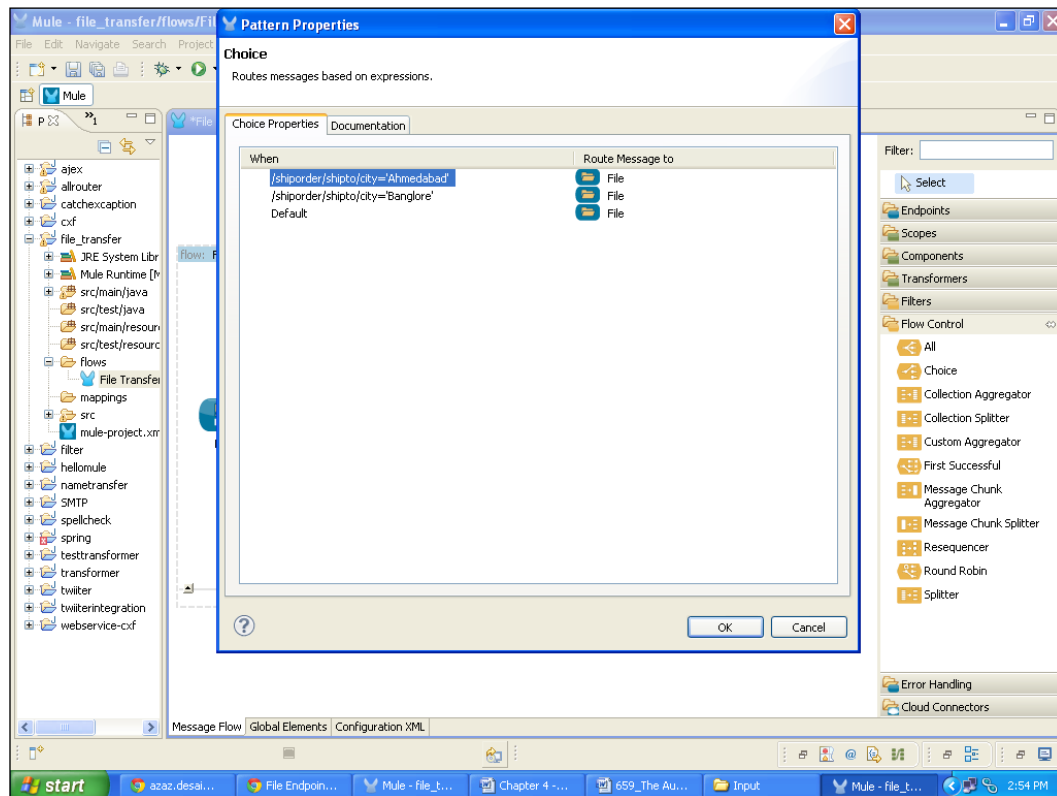 Mule - file_transfer/flows/Fil
File Edit Navigate Search Project
Mule
P
»1
ajex
allrouter
catchexcaption
cxf
file_transfer
JRE System Libr
Mule Runtime [M
src/main/java
src/test/java
src/main/resour
src/test/resourc
flows
File Transfer
mappings
src
mule-project.xm
filter
hellomule
nametransfer
SMTP
spellcheck
spring
testtransformer
transformer
twiiter
twiiterintegration
webservice-cxf
*File
flow: F
Pattern Properties
Choice
Routes messages based on expressions.
Choice Properties Documentation
When Route Message to
/shiporder/shipto/city='Ahmedabad' File
/shiporder/shipto/city='Banglore' File
Default File
OK Cancel
Filter:
Select
Endpoints
Scopes
Components
Transformers
Filters
Flow Control
All
Choice
Collection Aggregator
Collection Splitter
Custom Aggregator
First Successful
Message Chunk
Aggregator
Message Chunk Splitter
Resequencer
Round Robin
Splitter
Error Handling
Cloud Connectors
Message Flow Global Elements Configuration XML
start azaz.desai... File Endpoin... Mule - file_t... Chapter 4 -... 659_The Au... Input Mule - file_t... 2:54 PM